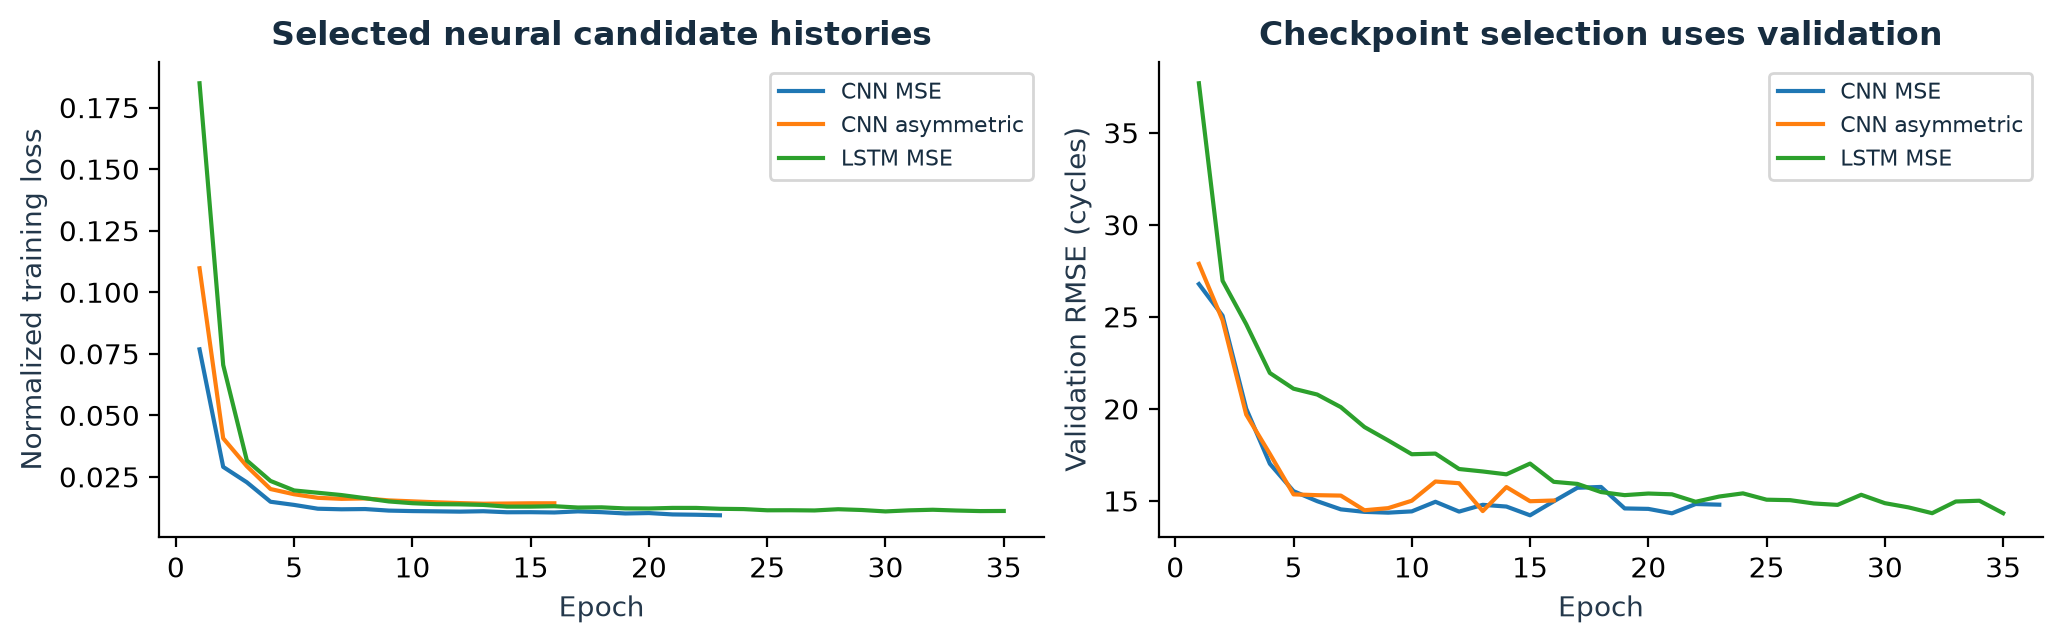 Selected neural candidate histories
Normalized training loss
0.175
0.150
0.125
0.100
0.075
0.050
0.025
0 5 10 15 20 25 30 35
Epoch
CNN MSE
CNN asymmetric
LSTM MSE
Checkpoint selection uses validation
Validation RMSE (cycles)
35
30
25
20
15
0 5 10 15 20 25 30 35
Epoch
CNN MSE
CNN asymmetric
LSTM MSE